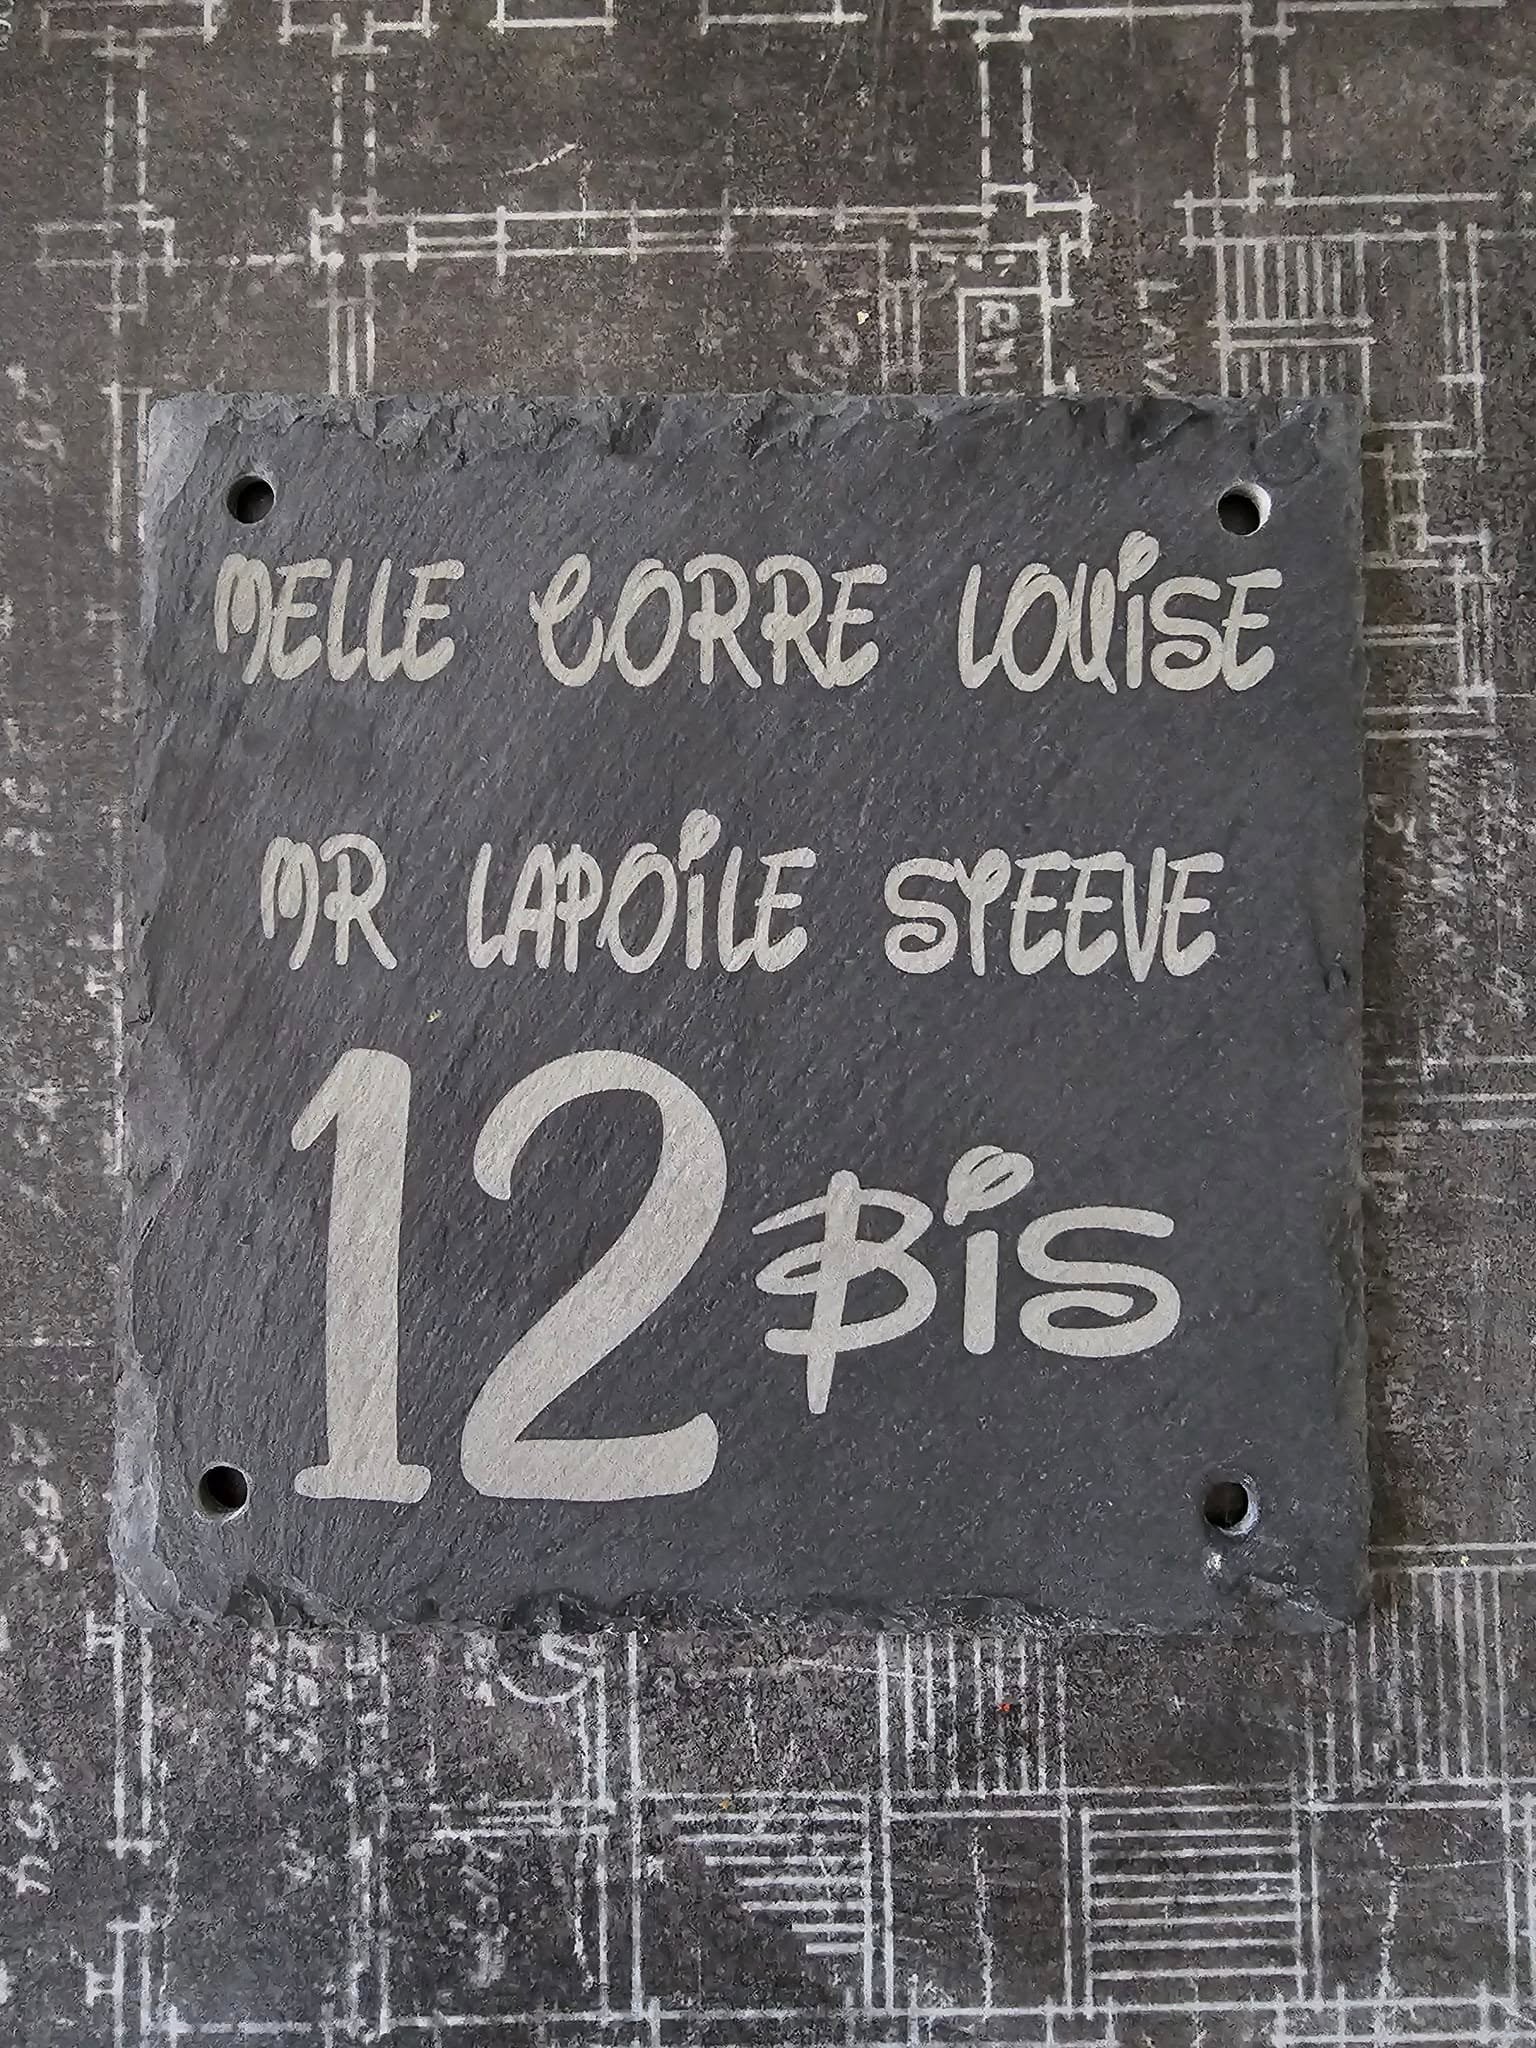 MELLE CORRE LOUiSE
MR LAPOiLE STEEVE
12 Bis